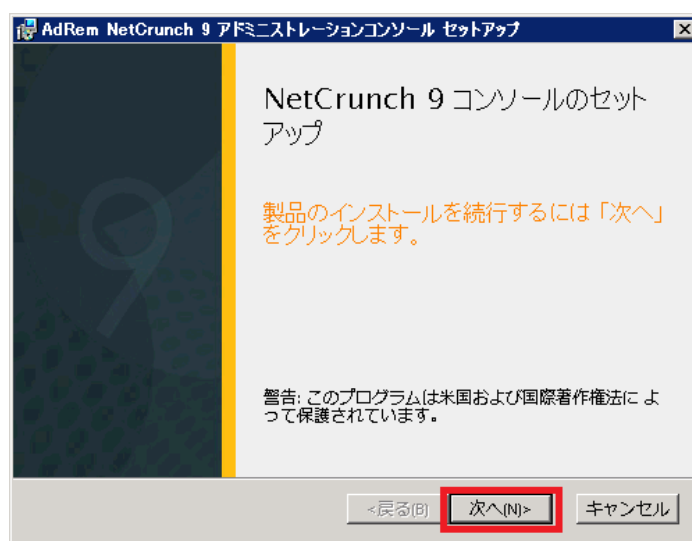 AdRem NetCrunch 9 アドミニストレーションコンソール セットアップ
NetCrunch 9 コンソールのセット
アップ
製品のインストールを続行するには「次へ」
をクリックします。
9
警告: このプログラムは米国および国際著作権法に よ
って保護されています。
<戻る(B) 次へ(N)> キャンセル